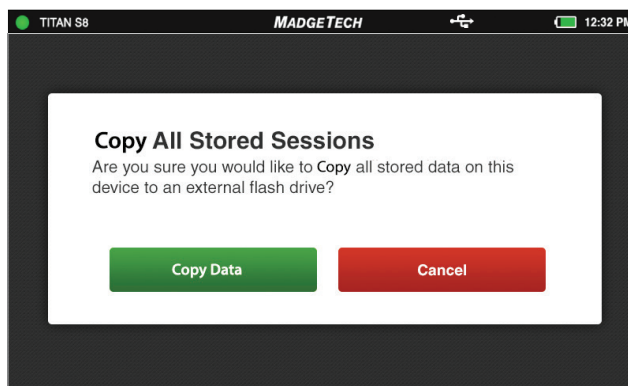 TITAN S8 MADGETECH 12:32 PM
Copy All Stored Sessions
Are you sure you would like to Copy all stored data on this
device to an external flash drive?
Copy Data Cancel